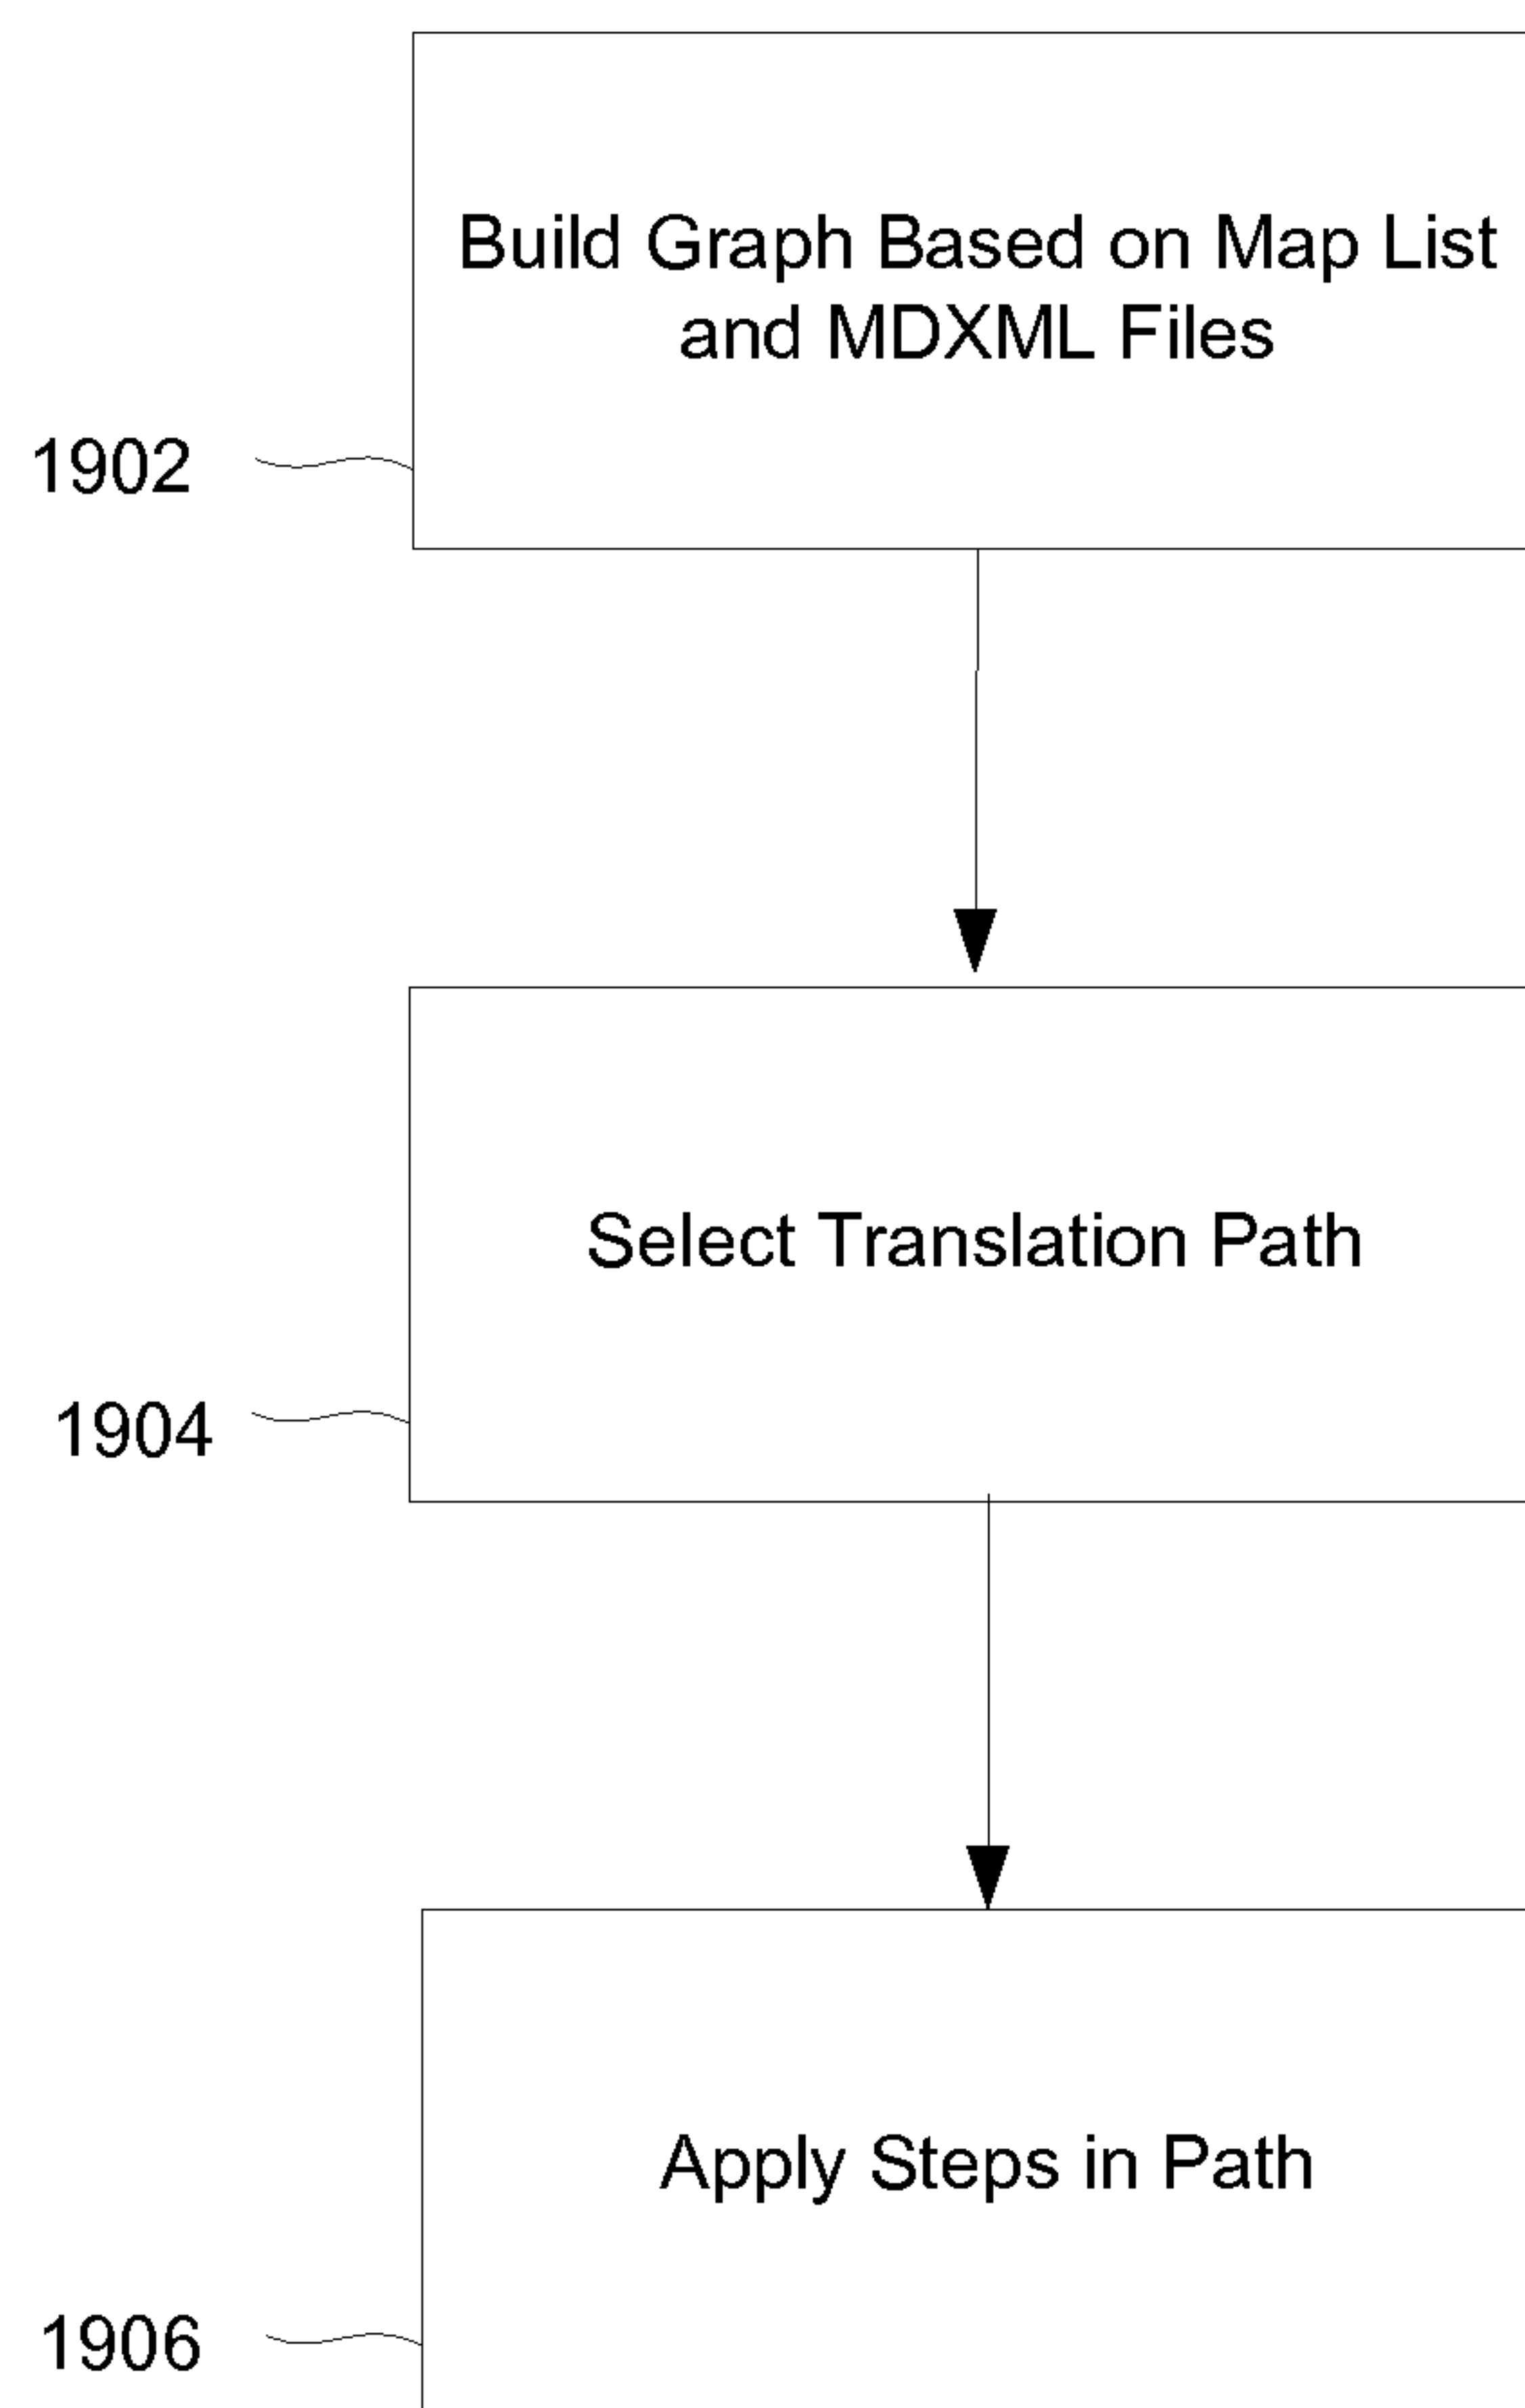 Build Graph Based on Map List
and MDXML Files
1902
Select Translation Path
1904
Apply Steps in Path
1906